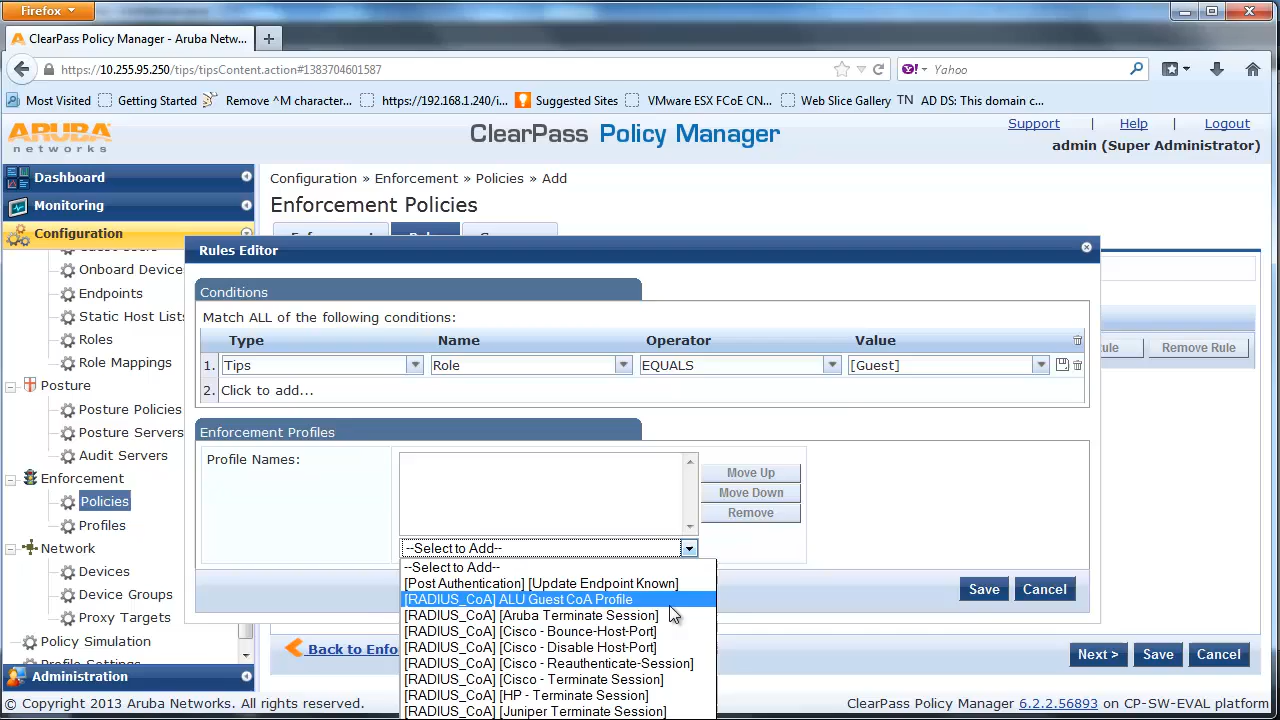 Firefox
ClearPass Policy Manager - Aruba Netw...
https://10.255.95.250/tips/tipsContent.action#1383704601587
Yahoo
Most Visited
Getting Started
Remove ^M character...
https://192.168.1.240/i...
Suggested Sites
VMware ESX FCoE CN...
Web Slice Gallery
TN AD DS: This domain c...
ARUBA
networks
ClearPass Policy Manager
Support | Help | Logout
admin (Super Administrator)
Dashboard
Monitoring
Configuration
Onboard Device
Endpoints
Static Host Lists
Roles
Role Mappings
Posture
Posture Policies
Posture Servers
Audit Servers
Enforcement
Policies
Profiles
Network
Devices
Device Groups
Proxy Targets
Policy Simulation
Administration
Configuration » Enforcement » Policies » Add
Enforcement Policies
Rules Editor
Conditions
Match ALL of the following conditions:
Type Name Operator Value
1. Tips Role EQUALS [Guest]
2. Click to add...
Enforcement Profiles
Profile Names:
Move Up
Move Down
Remove
--Select to Add--
--Select to Add--
[Post Authentication] [Update Endpoint Known]
[RADIUS_CoA] ALU Guest CoA Profile
[RADIUS_CoA] [Aruba Terminate Session]
[RADIUS_CoA] [Cisco - Bounce-Host-Port]
[RADIUS_CoA] [Cisco - Disable Host-Port]
[RADIUS_CoA] [Cisco - Reauthenticate-Session]
[RADIUS_CoA] [Cisco - Terminate Session]
[RADIUS_CoA] [HP - Terminate Session]
[RADIUS_CoA] [Juniper Terminate Session]
Save Cancel
Remove Rule
Back to Enfo
Next > Save Cancel
© Copyright 2013 Aruba Networks. All rights reserved.
ClearPass Policy Manager 6.2.2.56893 on CP-SW-EVAL platform